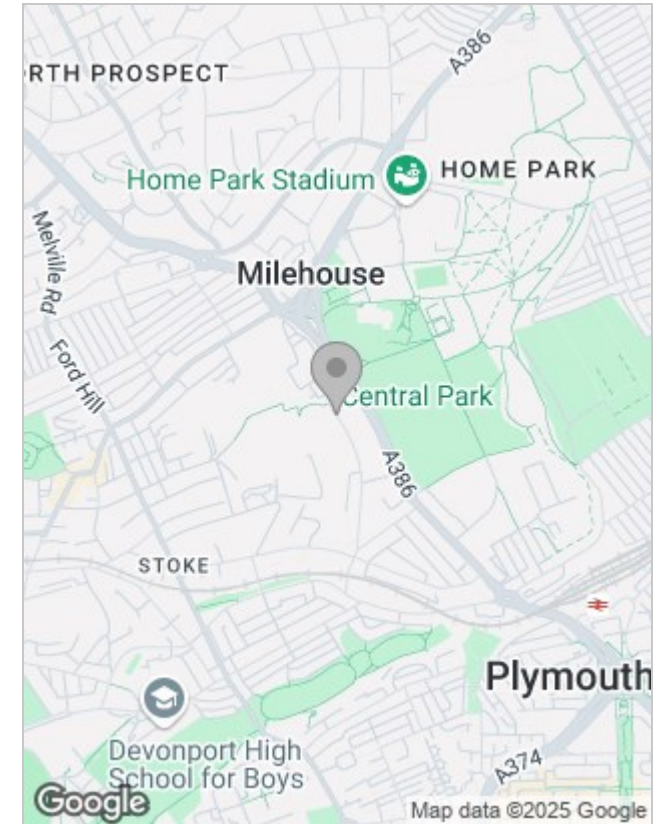 A386
RTH PROSPECT
Home Park Stadium
HOME PARK
Melville Rd
Milehouse
Ford Hill
Central Park
A386
STOKE
Plymouth
Devonport High
School for Boys
A374
Google
Map data ©2025 Google